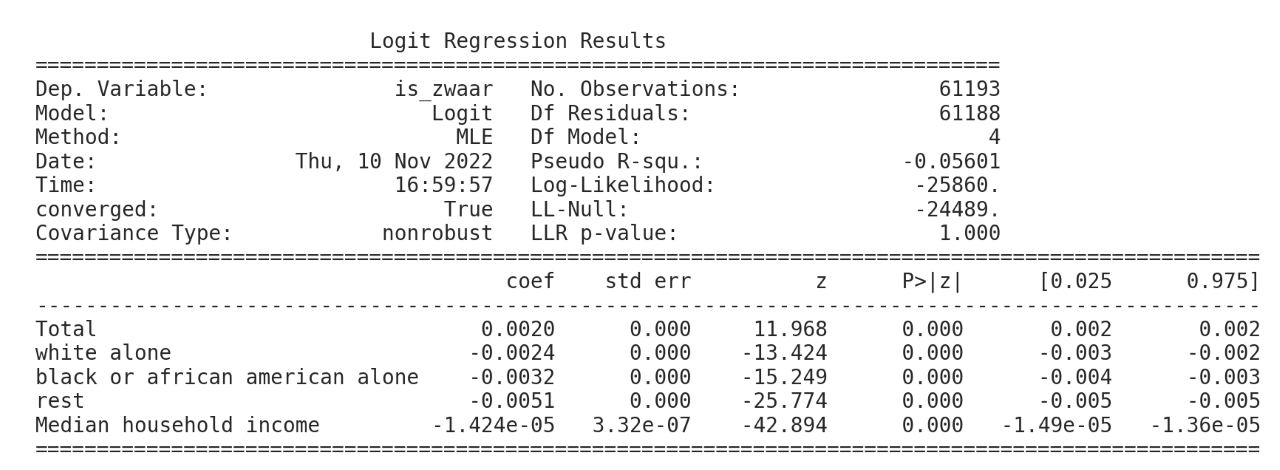 Logit Regression Results
==============================================================================
Dep. Variable: is_zwaar No. Observations: 61193
Model: Logit Df Residuals: 61188
Method: MLE Df Model: 4
Date: Thu, 10 Nov 2022 Pseudo R-squ.: -0.05601
Time: 16:59:57 Log-Likelihood: -25860.
converged: True LL-Null: -24489.
Covariance Type: nonrobust LLR p-value: 1.000
===================================================================================================
coef std err z P>|z| [0.025 0.975]
---------------------------------------------------------------------------------------------------
Total 0.0020 0.000 11.968 0.000 0.002 0.002
white alone -0.0024 0.000 -13.424 0.000 -0.003 -0.002
black or african american alone -0.0032 0.000 -15.249 0.000 -0.004 -0.003
rest -0.0051 0.000 -25.774 0.000 -0.005 -0.005
Median household income -1.424e-05 3.32e-07 -42.894 0.000 -1.49e-05 -1.36e-05
===================================================================================================